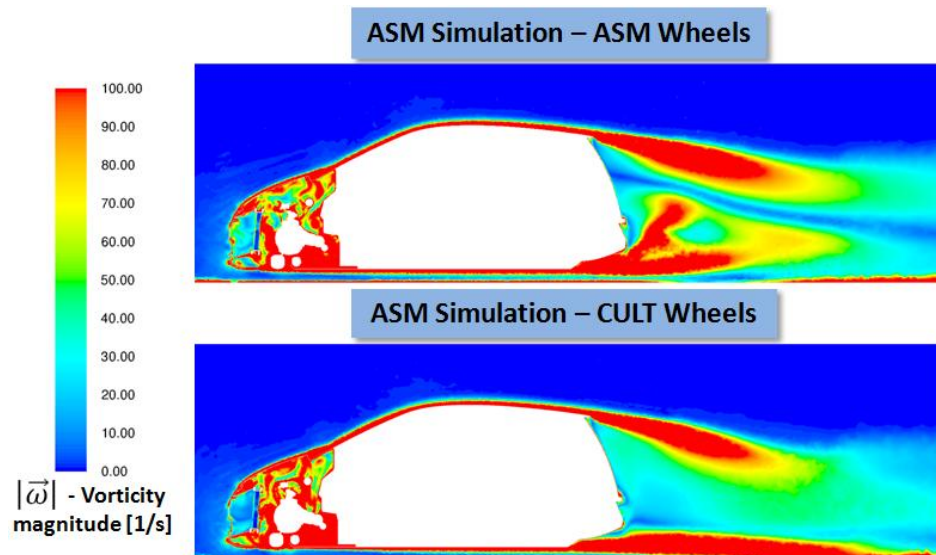 ASM Simulation – ASM Wheels
100.00
90.00
80.00
70.00
60.00
50.00
40.00
30.00
20.00
10.00
0.00
|ω⃗| - Vorticity
magnitude [1/s]
ASM Simulation – CULT Wheels